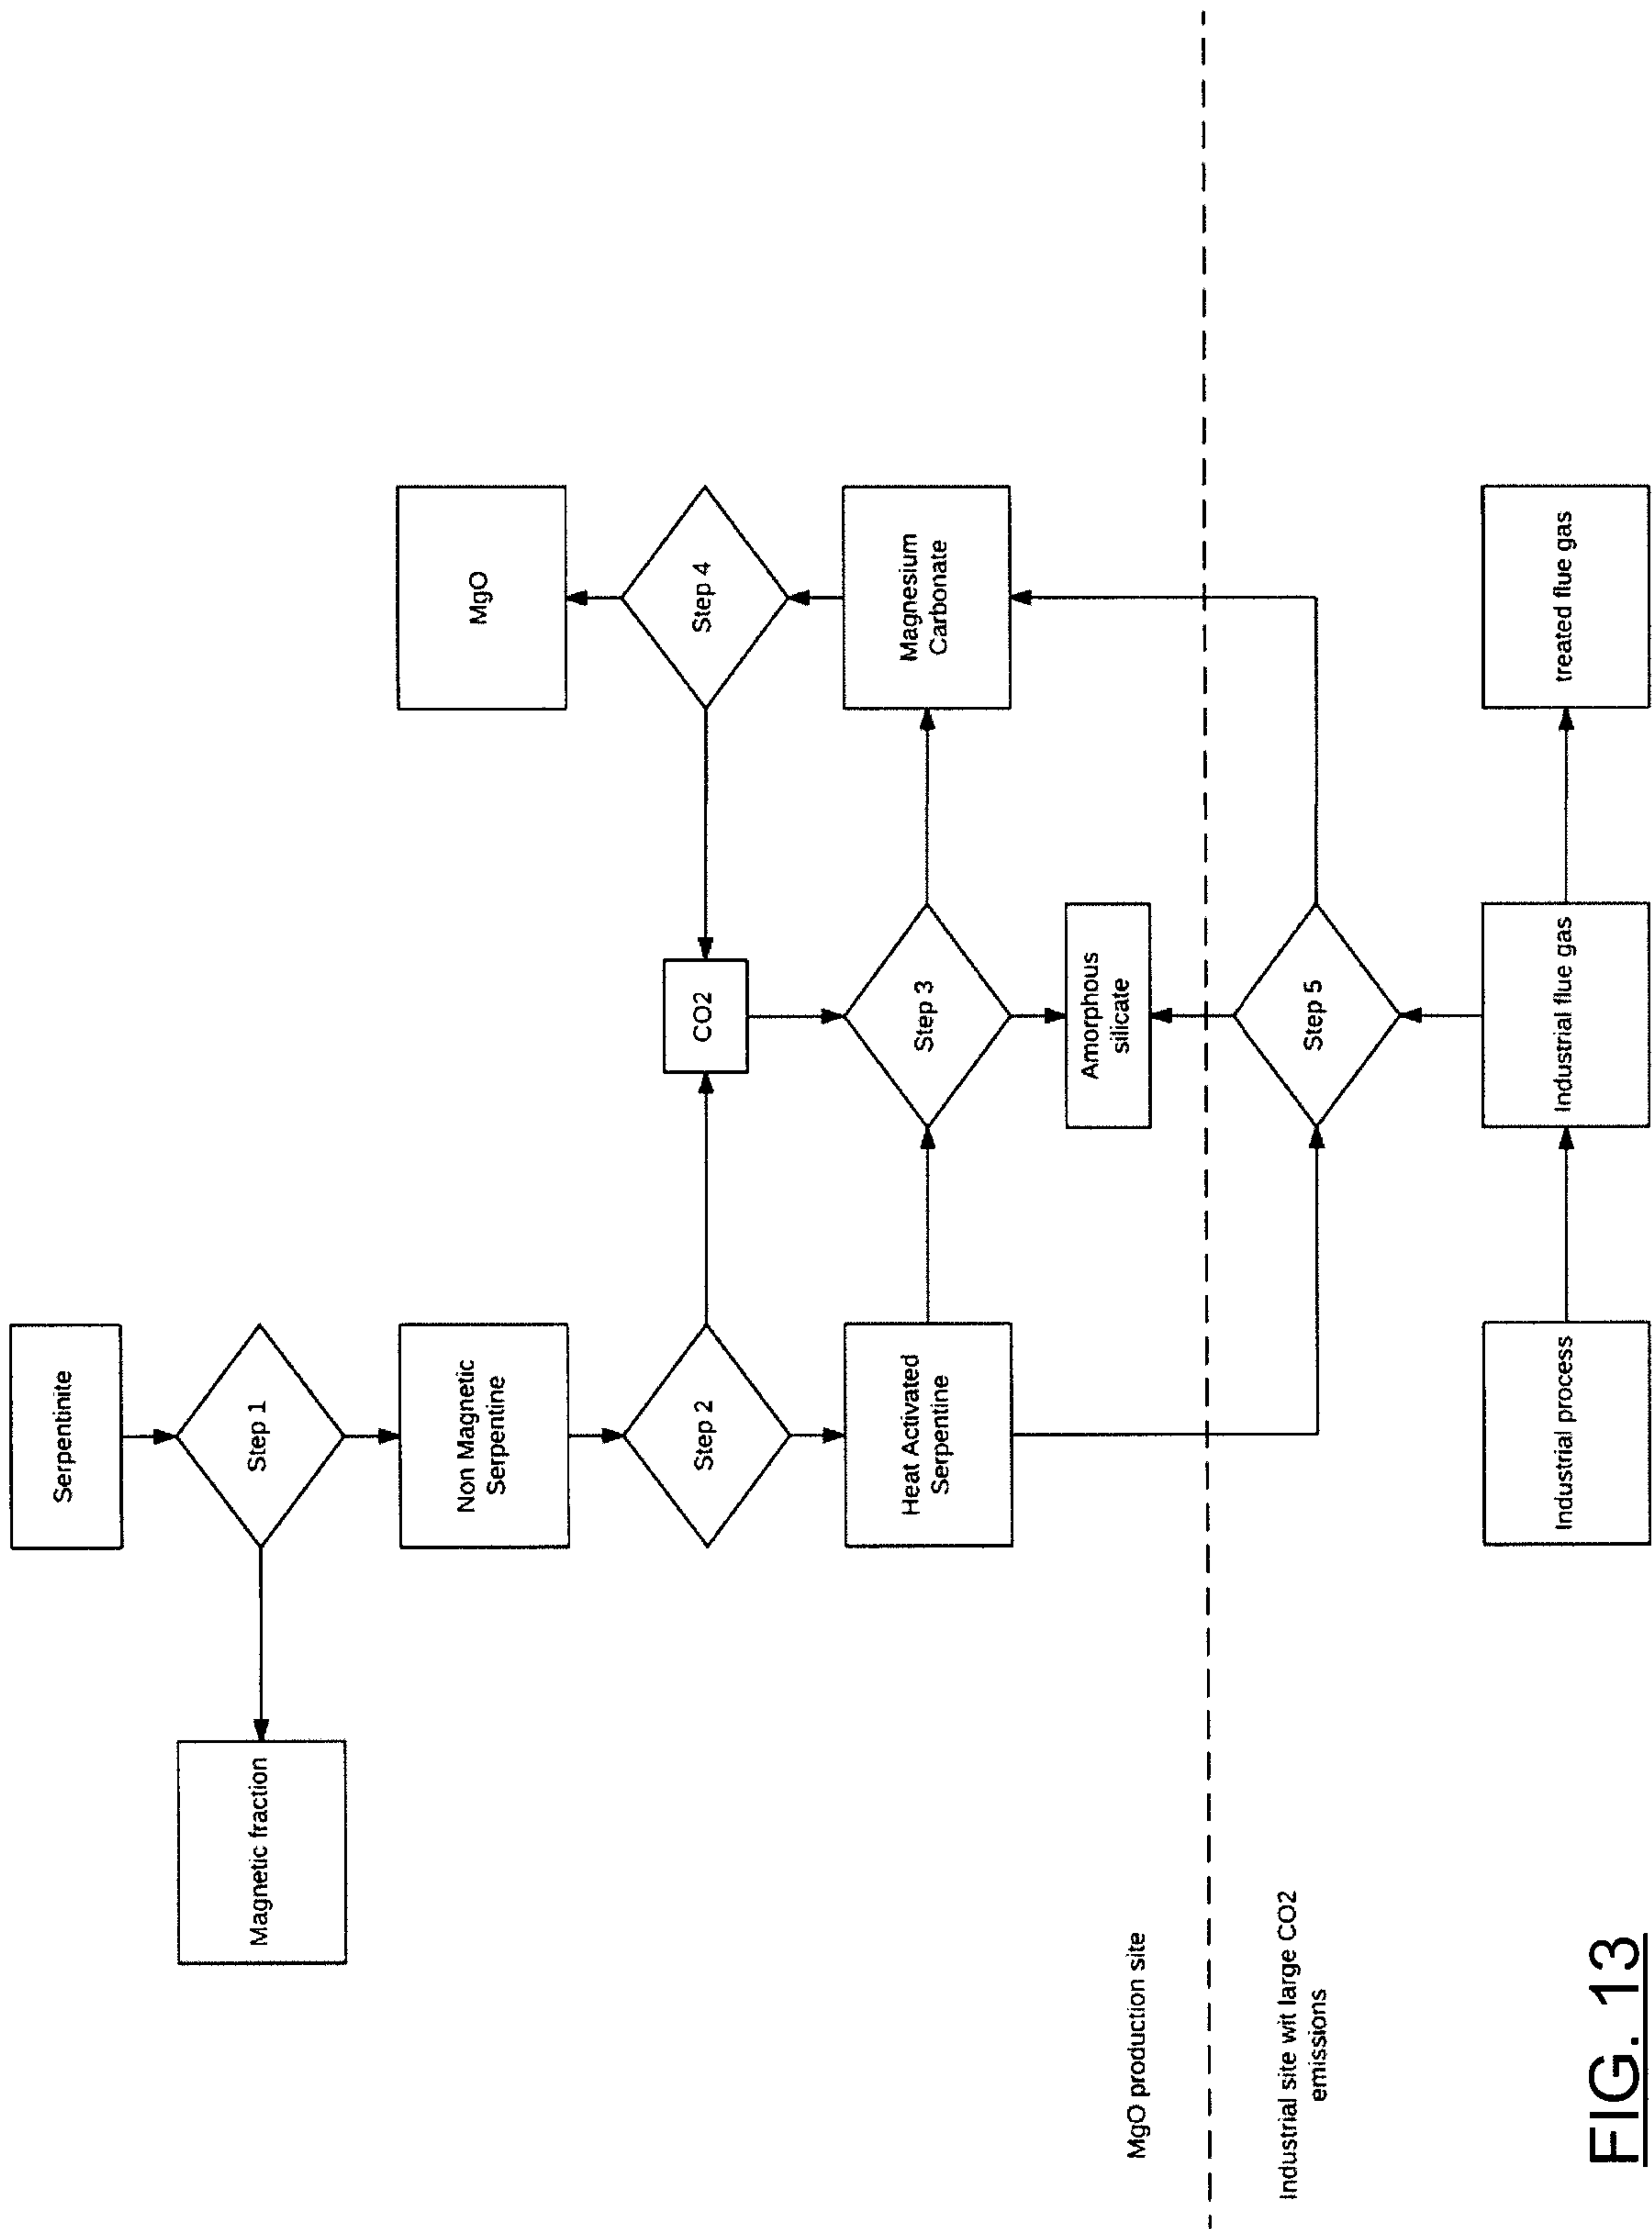 Serpentinite
Step 1
Magnetic fraction
Non Magnetic
Serpentine
MgO
Step 2
CO2
Step 4
Heat Activated
Serpentine
Step 3
Magnesium
Carbonate
Amorphous
silicate
MgO production site
Industrial site wit large CO2
emissions
Step 5
Industrial process
Industrial flue gas
treated flue gas
FIG. 13